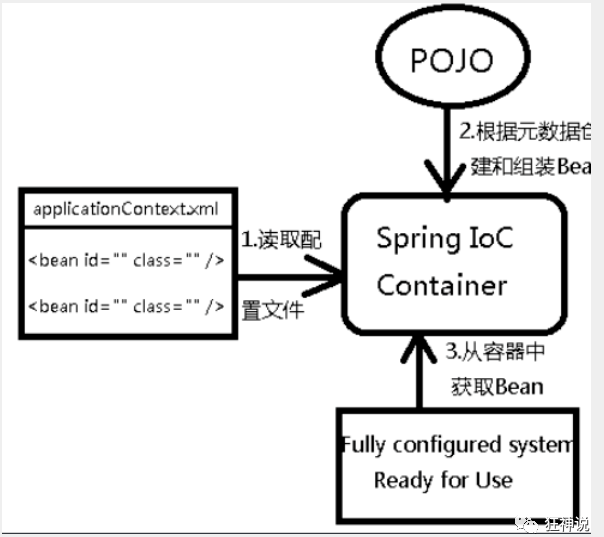 POJO
2.根据元数据创
建和组装Bea
applicationContext.xml
<bean id="" class="" />
<bean id="" class="" />
1.读取配
置文件
Spring IoC
Container
3.从容器中
获取Bean
Fully configured system
Ready for Use
狂神说